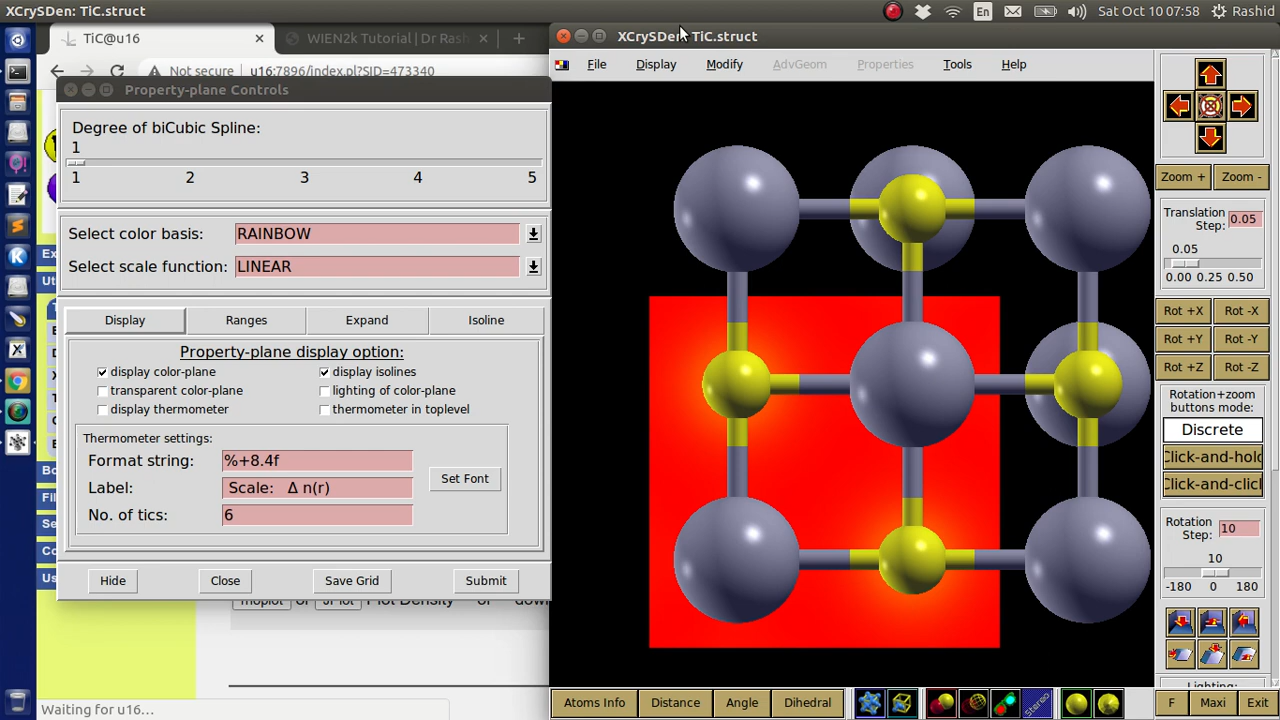 XCrySDen: TiC.struct
En
Sat Oct 10 07:58
Rashid
TiC@u16
WIEN2k Tutorial | Dr Rash
Not secure
u16:7896/index.pl?SID=473340
Property-plane Controls
Degree of biCubic Spline:
1
1 2 3 4 5
Select color basis: RAINBOW
Select scale function: LINEAR
Display Ranges Expand Isoline
Property-plane display option:
display color-plane display isolines
transparent color-plane lighting of color-plane
display thermometer thermometer in toplevel
Thermometer settings:
Format string: %+8.4f
Label: Scale: Δ n(r)
No. of tics: 6
Set Font
Hide Close Save Grid Submit
Waiting for u16...
XCrySDen: TiC.struct
File Display Modify AdvGeom Properties Tools Help
Zoom + Zoom -
Translation
Step: 0.05
0.05
0.00 0.25 0.50
Rot +X Rot -X
Rot +Y Rot -Y
Rot +Z Rot -Z
Rotation+zoom
buttons mode:
Discrete
Click-and-hold
Click-and-click
Rotation
Step: 10
10
-180 0 180
Atoms Info Distance Angle Dihedral
Stereo
F Maxi Exit